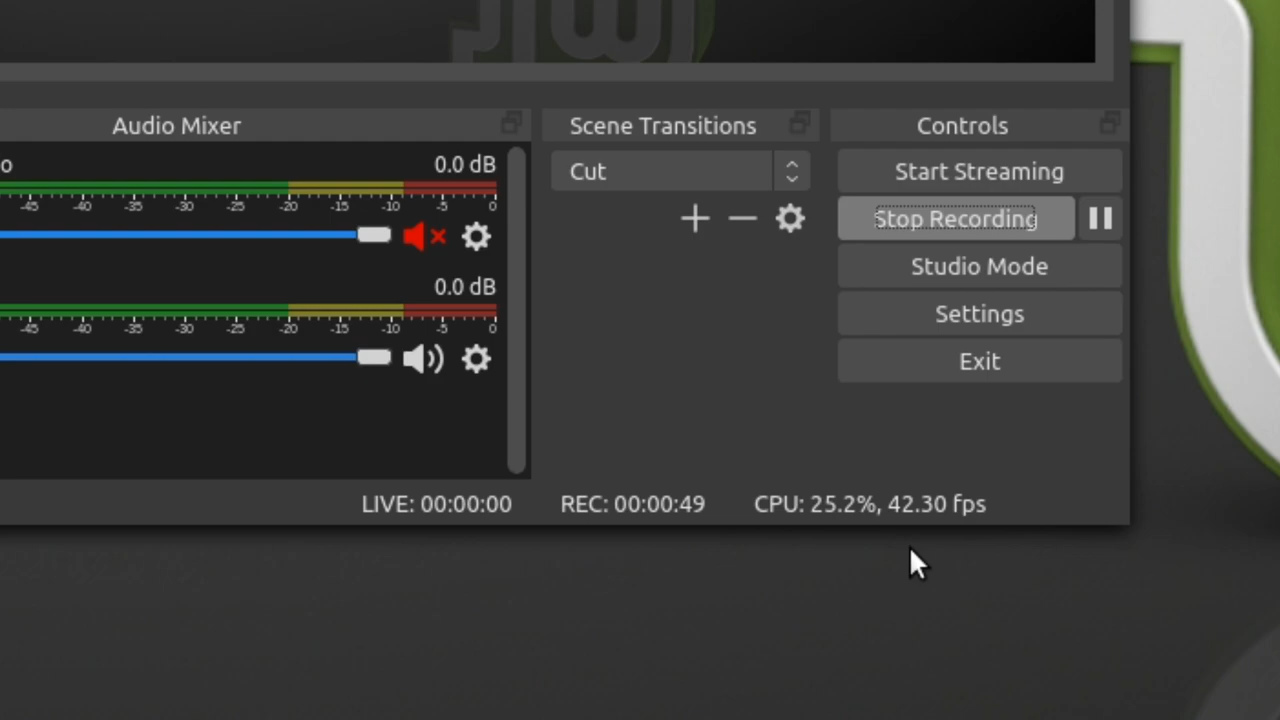 Audio Mixer
Scene Transitions
Controls
o
0.0 dB
-45 -40 -35 -30 -25 -20 -15 -10 -5 0
0.0 dB
-45 -40 -35 -30 -25 -20 -15 -10 -5 0
Cut
Start Streaming
Stop Recording
Studio Mode
Settings
Exit
LIVE: 00:00:00
REC: 00:00:49
CPU: 25.2%, 42.30 fps